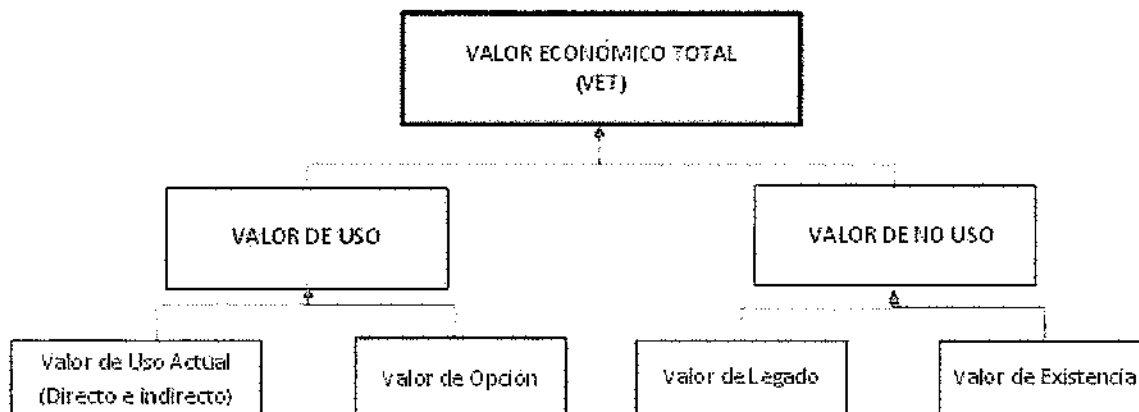 VALOR ECONÓMICO TOTAL
(VET)
VALOR DE USO
VALOR DE NO USO
Valor de Uso Actual
(Directo e indirecto)
Valor de Opción
Valor de Legado
Valor de Existencia